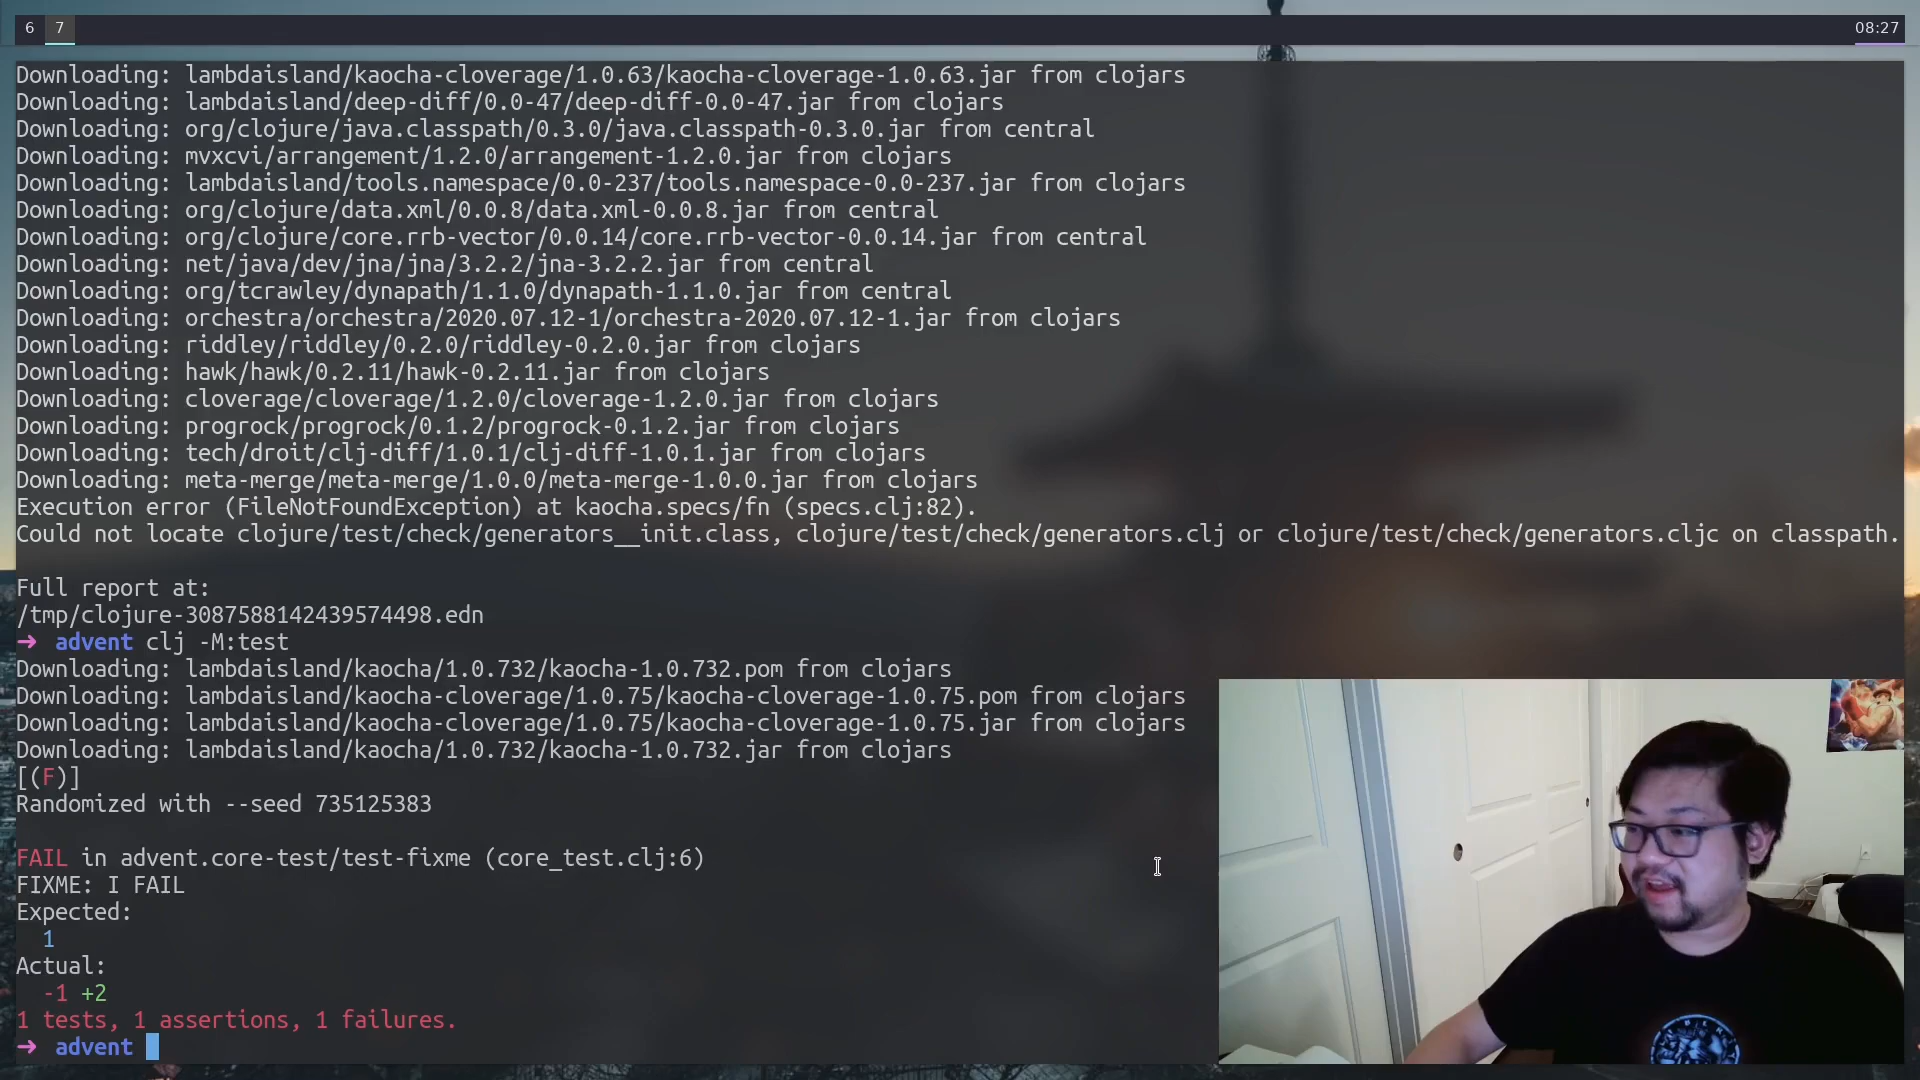 6 7 08:27
Downloading: lambdaisland/kaocha-cloverage/1.0.63/kaocha-cloverage-1.0.63.jar from clojars
Downloading: lambdaisland/deep-diff/0.0-47/deep-diff-0.0-47.jar from clojars
Downloading: org/clojure/java.classpath/0.3.0/java.classpath-0.3.0.jar from central
Downloading: mvxcvi/arrangement/1.2.0/arrangement-1.2.0.jar from clojars
Downloading: lambdaisland/tools.namespace/0.0-237/tools.namespace-0.0-237.jar from clojars
Downloading: org/clojure/data.xml/0.0.8/data.xml-0.0.8.jar from central
Downloading: org/clojure/core.rrb-vector/0.0.14/core.rrb-vector-0.0.14.jar from central
Downloading: net/java/dev/jna/jna/3.2.2/jna-3.2.2.jar from central
Downloading: org/tcrawley/dynapath/1.1.0/dynapath-1.1.0.jar from central
Downloading: orchestra/orchestra/2020.07.12-1/orchestra-2020.07.12-1.jar from clojars
Downloading: riddley/riddley/0.2.0/riddley-0.2.0.jar from clojars
Downloading: hawk/hawk/0.2.11/hawk-0.2.11.jar from clojars
Downloading: cloverage/cloverage/1.2.0/cloverage-1.2.0.jar from clojars
Downloading: progrock/progrock/0.1.2/progrock-0.1.2.jar from clojars
Downloading: tech/droit/clj-diff/1.0.1/clj-diff-1.0.1.jar from clojars
Downloading: meta-merge/meta-merge/1.0.0/meta-merge-1.0.0.jar from clojars
Execution error (FileNotFoundException) at kaocha.specs/fn (specs.clj:82).
Could not locate clojure/test/check/generators__init.class, clojure/test/check/generators.clj or clojure/test/check/generators.cljc on classpath.
Full report at:
/tmp/clojure-3087588142439574498.edn
➜ advent clj -M:test
Downloading: lambdaisland/kaocha/1.0.732/kaocha-1.0.732.pom from clojars
Downloading: lambdaisland/kaocha-cloverage/1.0.75/kaocha-cloverage-1.0.75.pom from clojars
Downloading: lambdaisland/kaocha-cloverage/1.0.75/kaocha-cloverage-1.0.75.jar from clojars
Downloading: lambdaisland/kaocha/1.0.732/kaocha-1.0.732.jar from clojars
[(F)]
Randomized with --seed 735125383
FAIL in advent.core-test/test-fixme (core_test.clj:6)
FIXME: I FAIL
Expected:
1
Actual:
-1 +2
1 tests, 1 assertions, 1 failures.
➜ advent